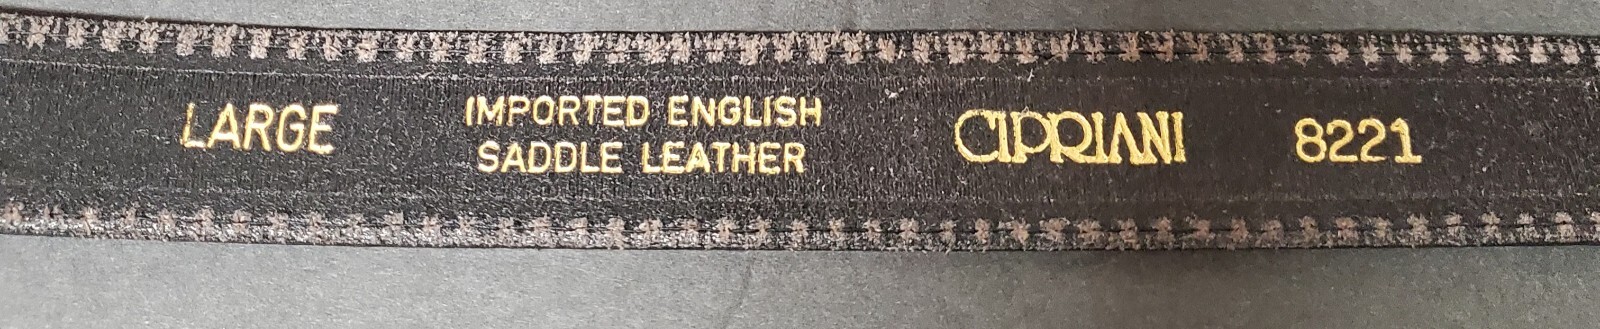 LARGE
IMPORTED ENGLISH
SADDLE LEATHER
CIPRIANI
8221